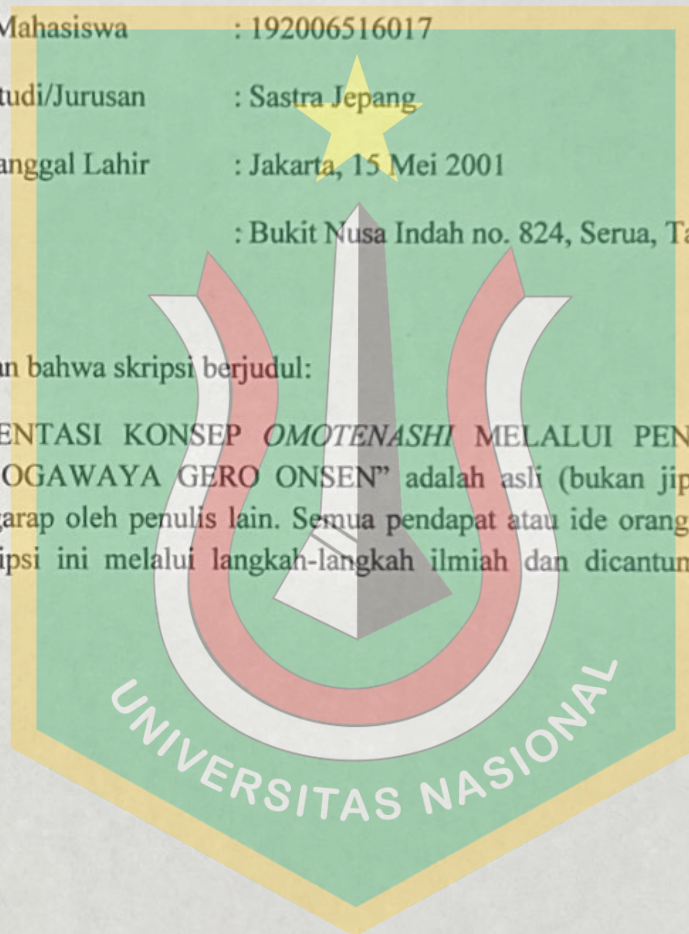 Mahasiswa : 192006516017
tudi/Jurusan : Sastra Jepang
anggal Lahir : Jakarta, 15 Mei 2001
: Bukit Nusa Indah no. 824, Serua, Ta
an bahwa skripsi berjudul:
ENTASI KONSEP OMOTENASHI MELALUI PEN
OGAWAYA GERO ONSEN” adalah asli (bukan jip
garap oleh penulis lain. Semua pendapat atau ide orang
ipsi ini melalui langkah-langkah ilmiah dan dicantum
UNIVERSITAS NASIONAL